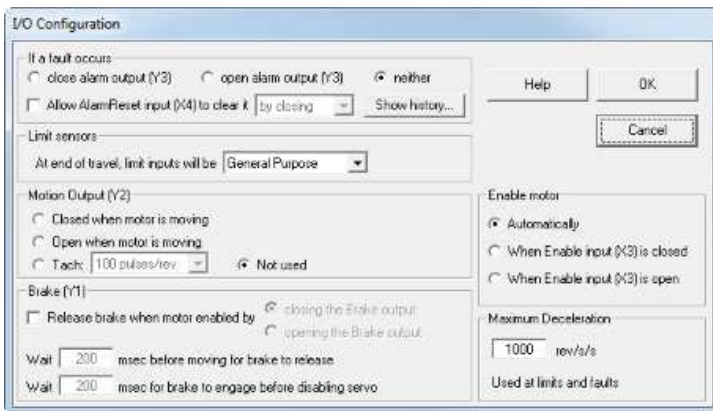 I/O Configuration
If a fault occurs
close alarm output (Y3) open alarm output (Y3) neither
Allow AlarmReset input (X4) to clear it by closing Show history...
Help OK
Cancel
Limit sensors
At end of travel, limit inputs will be General Purpose
Motion Output (Y2)
Closed when motor is moving
Open when motor is moving
Tach: 100 pulses/rev Not used
Enable motor
Automatically
When Enable input (X3) is closed
When Enable input (X3) is open
Brake (Y1)
Release brake when motor enabled by closing the Brake output
opening the Brake output
Wait 200 msec before moving for brake to release
Wait 200 msec for brake to engage before disabling servo
Maximum Deceleration
1000 rev/s/s
Used at limits and faults